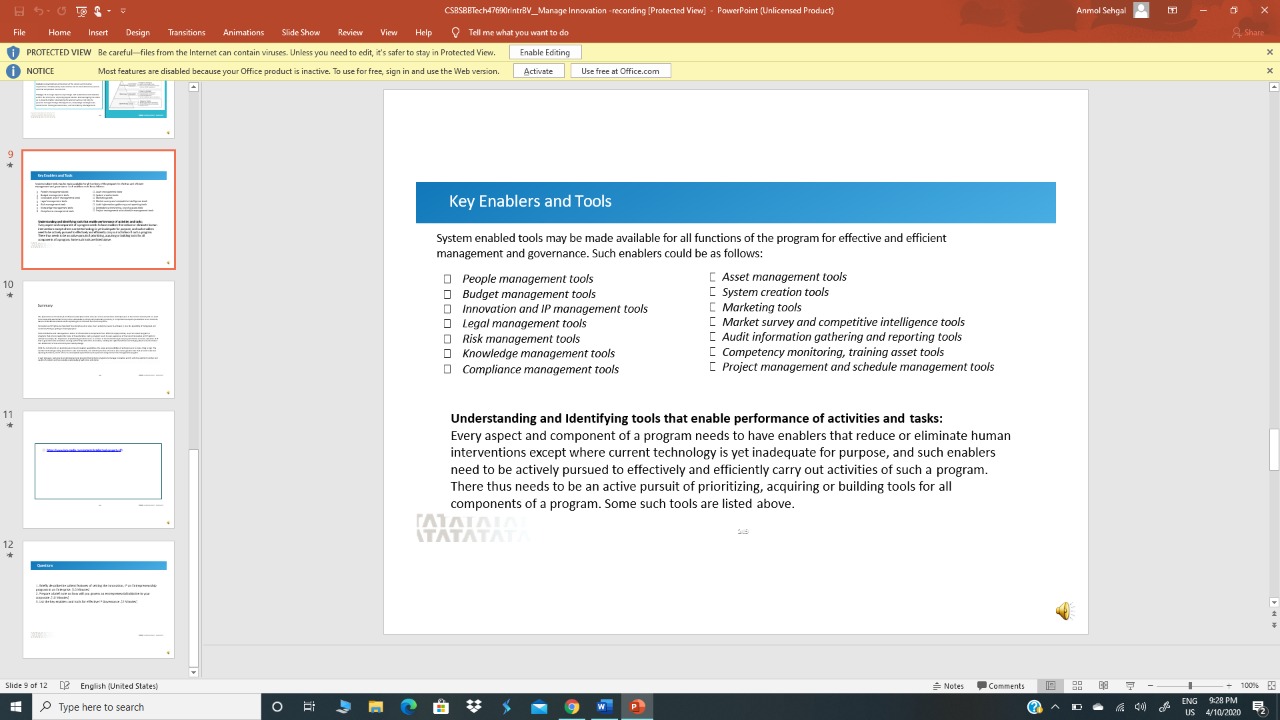 CSBSBBTech47690rIntrBV__Manage Innovation -recording [Protected View] - PowerPoint (Unlicensed Product)
Anmol Sehgal
File Home Insert Design Transitions Animations Slide Show Review View Help Tell me what you want to do Share
PROTECTED VIEW Be careful—files from the Internet can contain viruses. Unless you need to edit, it's safer to stay in Protected View. Enable Editing
NOTICE Most features are disabled because your Office product is inactive. To use for free, sign in and use the Web version. Activate Use free at Office.com
9
Key Enablers and Tools
10
Summary
11
12
Questions
Key Enablers and Tools
System enabled tools may be made available for all functions of the program for effective and efficient
management and governance. Such enablers could be as follows:
People management tools
Budget management tools
Innovation and IP management tools
Legal management tools
Risk management tools
Knowledge management tools
Compliance management tools
Asset management tools
System creation tools
Marketing tools
Market survey and competitive intelligence tools
Audit information gathering and reporting tools
Competency monitoring, training asset tools
Project management and schedule management tools
Understanding and Identifying tools that enable performance of activities and tasks:
Every aspect and component of a program needs to have enablers that reduce or eliminate human
interventions except where current technology is yet inadequate for purpose, and such enablers
need to be actively pursued to effectively and efficiently carry out activities of such a program.
There thus needs to be an active pursuit of prioritizing, acquiring or building tools for all
components of a program. Some such tools are listed above.
Slide 9 of 12 English (United States) Notes Comments 100%
Type here to search
ENG
9:28 PM
4/10/2020